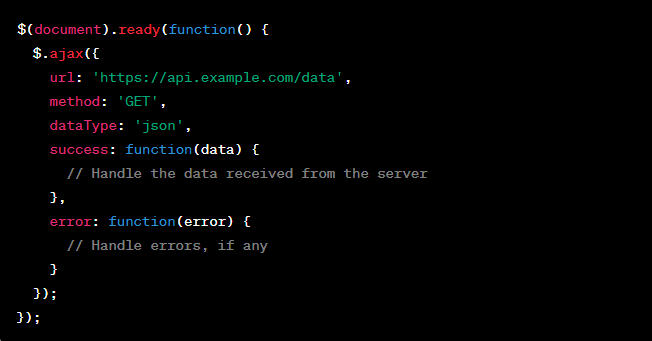 $(document).ready(function() {
  $.ajax({
    url: 'https://api.example.com/data',
    method: 'GET',
    dataType: 'json',
    success: function(data) {
      // Handle the data received from the server
    },
    error: function(error) {
      // Handle errors, if any
    }
  });
});